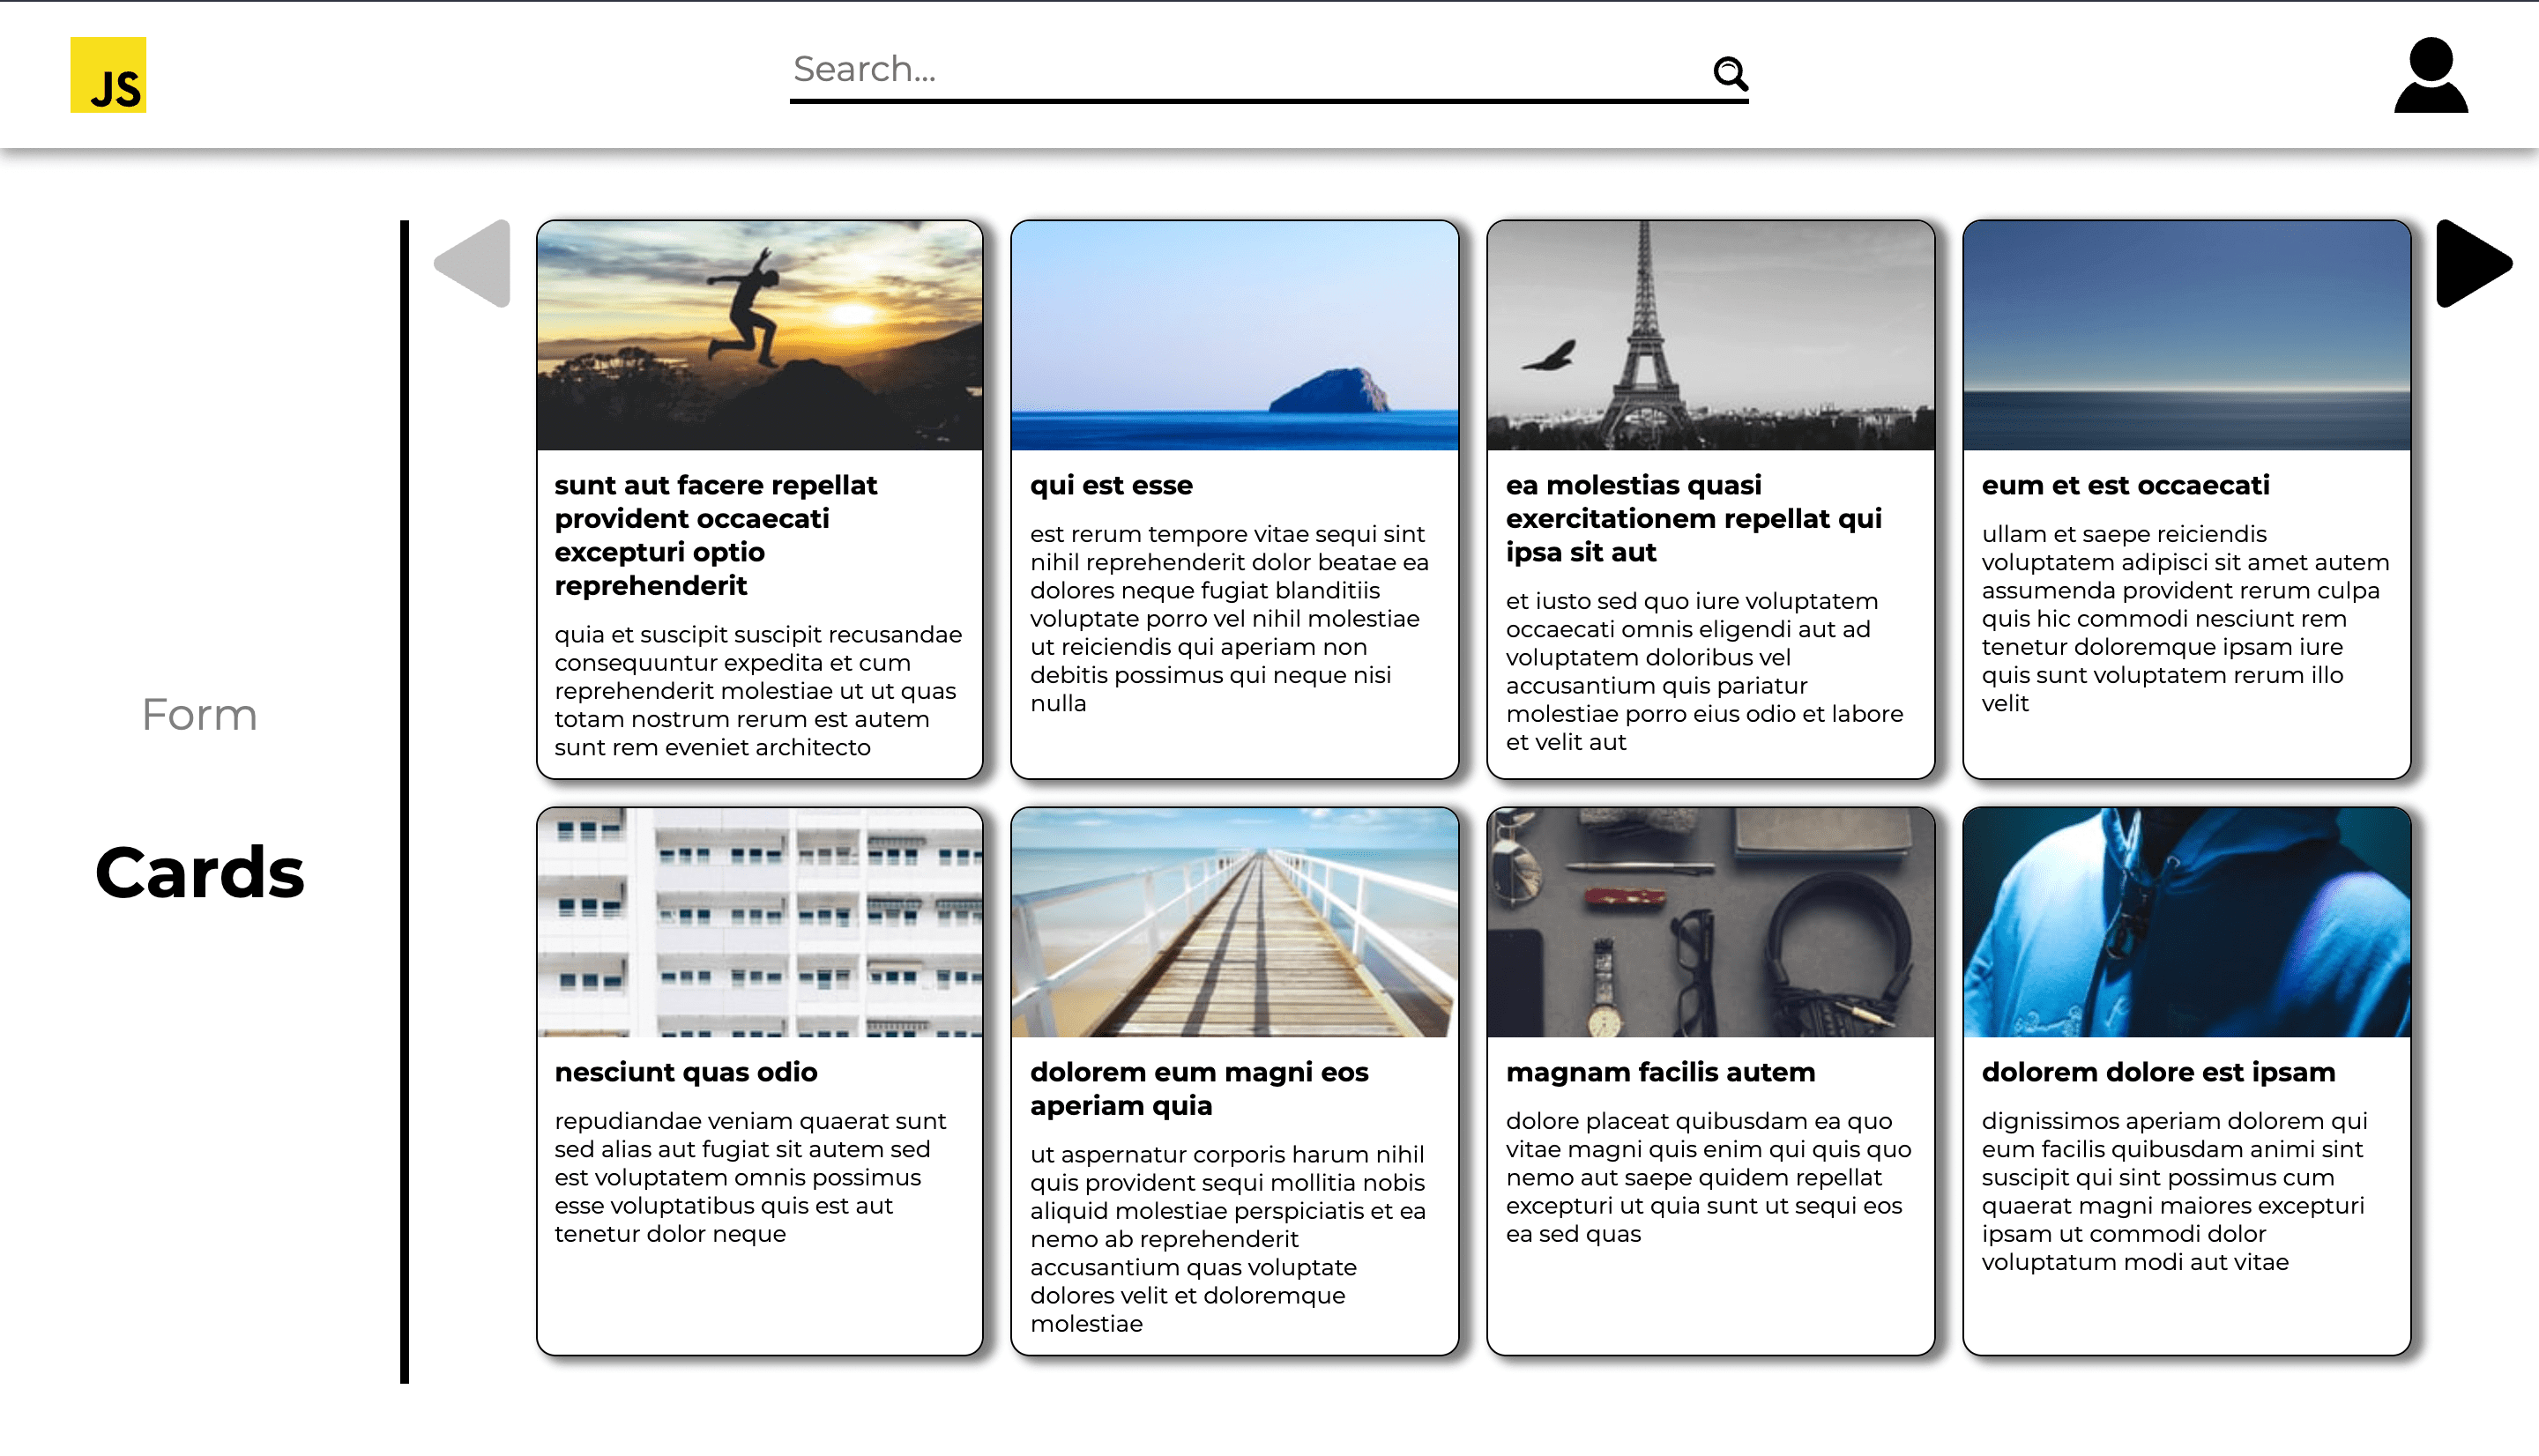 JS
Search...
Form
Cards
sunt aut facere repellat
provident occaecati
excepturi optio
reprehenderit
quia et suscipit suscipit recusandae
consequuntur expedita et cum
reprehenderit molestiae ut ut quas
totam nostrum rerum est autem
sunt rem eveniet architecto
qui est esse
est rerum tempore vitae sequi sint
nihil reprehenderit dolor beatae ea
dolores neque fugiat blanditiis
voluptate porro vel nihil molestiae
ut reiciendis qui aperiam non
debitis possimus qui neque nisi
nulla
ea molestias quasi
exercitationem repellat qui
ipsa sit aut
et iusto sed quo iure voluptatem
occaecati omnis eligendi aut ad
voluptatem doloribus vel
accusantium quis pariatur
molestiae porro eius odio et labore
et velit aut
eum et est occaecati
ullam et saepe reiciendis
voluptatem adipisci sit amet autem
assumenda provident rerum culpa
quis hic commodi nesciunt rem
tenetur doloremque ipsam iure
quis sunt voluptatem rerum illo
velit
nesciunt quas odio
repudiandae veniam quaerat sunt
sed alias aut fugiat sit autem sed
est voluptatem omnis possimus
esse voluptatibus quis est aut
tenetur dolor neque
dolorem eum magni eos
aperiam quia
ut aspernatur corporis harum nihil
quis provident sequi mollitia nobis
aliquid molestiae perspiciatis et ea
nemo ab reprehenderit
accusantium quas voluptate
dolores velit et doloremque
molestiae
magnam facilis autem
dolore placeat quibusdam ea quo
vitae magni quis enim qui quis quo
nemo aut saepe quidem repellat
excepturi ut quia sunt ut sequi eos
ea sed quas
dolorem dolore est ipsam
dignissimos aperiam dolorem qui
eum facilis quibusdam animi sint
suscipit qui sint possimus cum
quaerat magni maiores excepturi
ipsam ut commodi dolor
voluptatum modi aut vitae